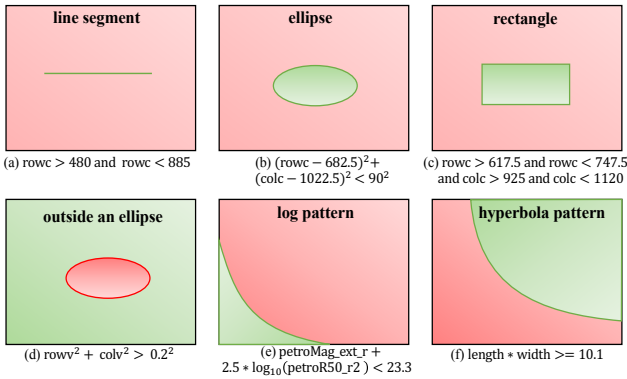 line segment
ellipse
rectangle
(a) rowc > 480 and rowc < 885
(b) (rowc − 682.5)² +
(colc − 1022.5)² < 90²
(c) rowc > 617.5 and rowc < 747.5
and colc > 925 and colc < 1120
outside an ellipse
log pattern
hyperbola pattern
(d) rowv² + colv² > 0.2²
(e) petroMag_ext_r +
2.5 * log₁₀(petroR50_r2 ) < 23.3
(f) length * width >= 10.1